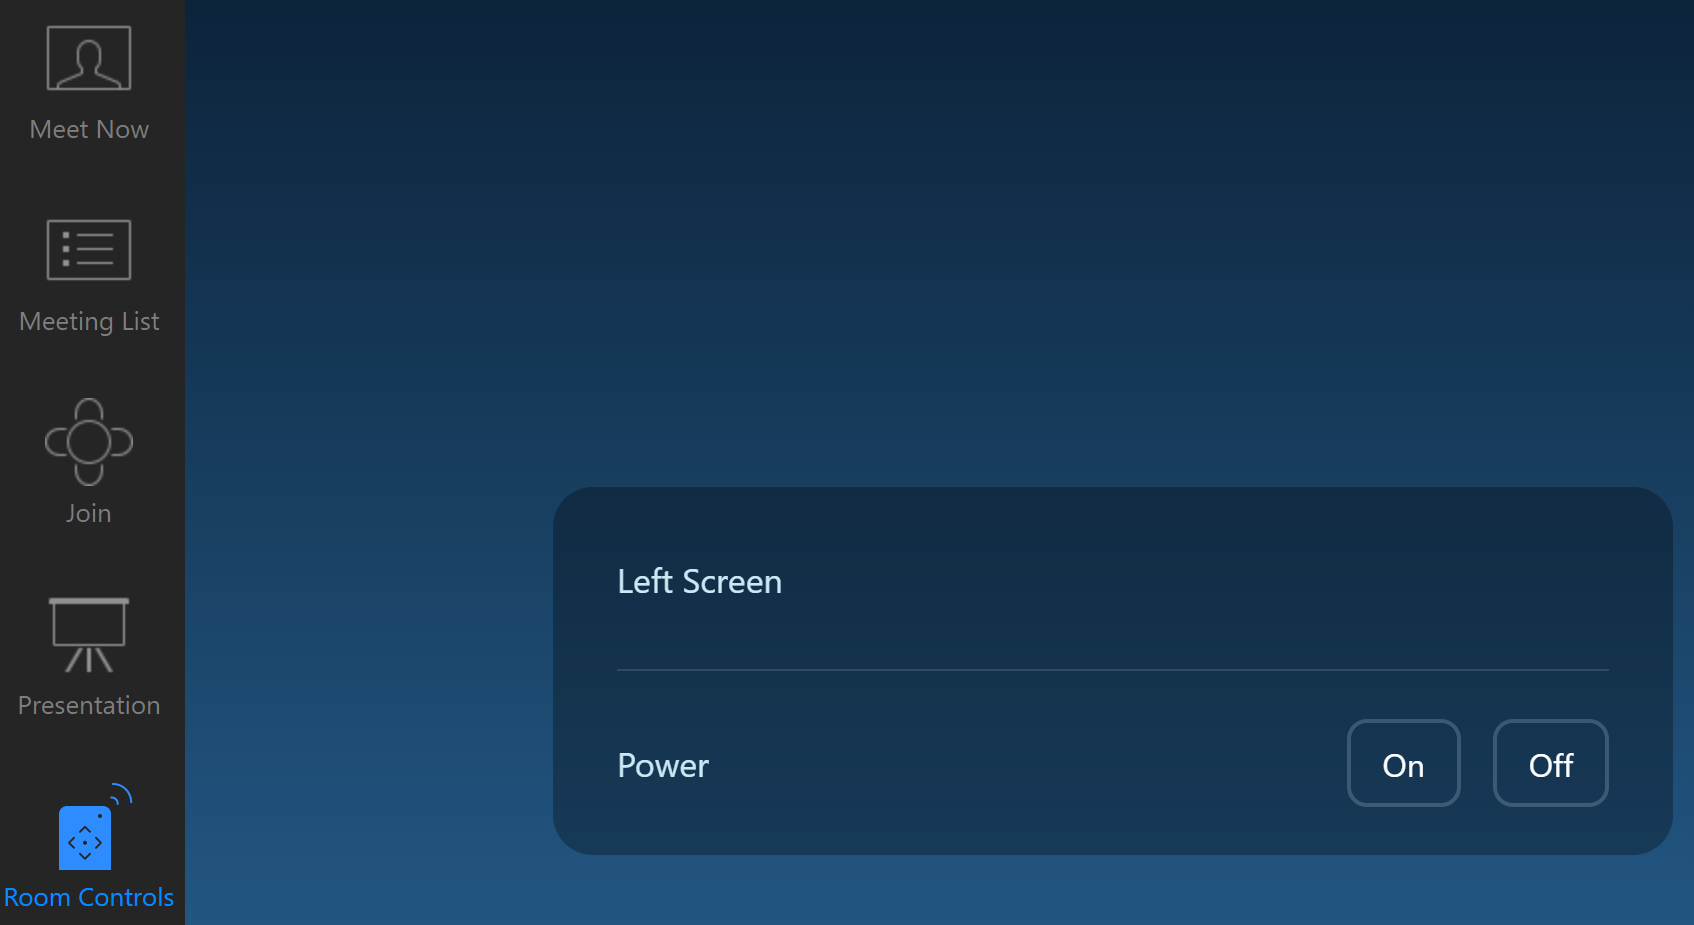 Meet Now
Meeting List
Join
Presentation
Room Controls
Left Screen
Power
On
Off